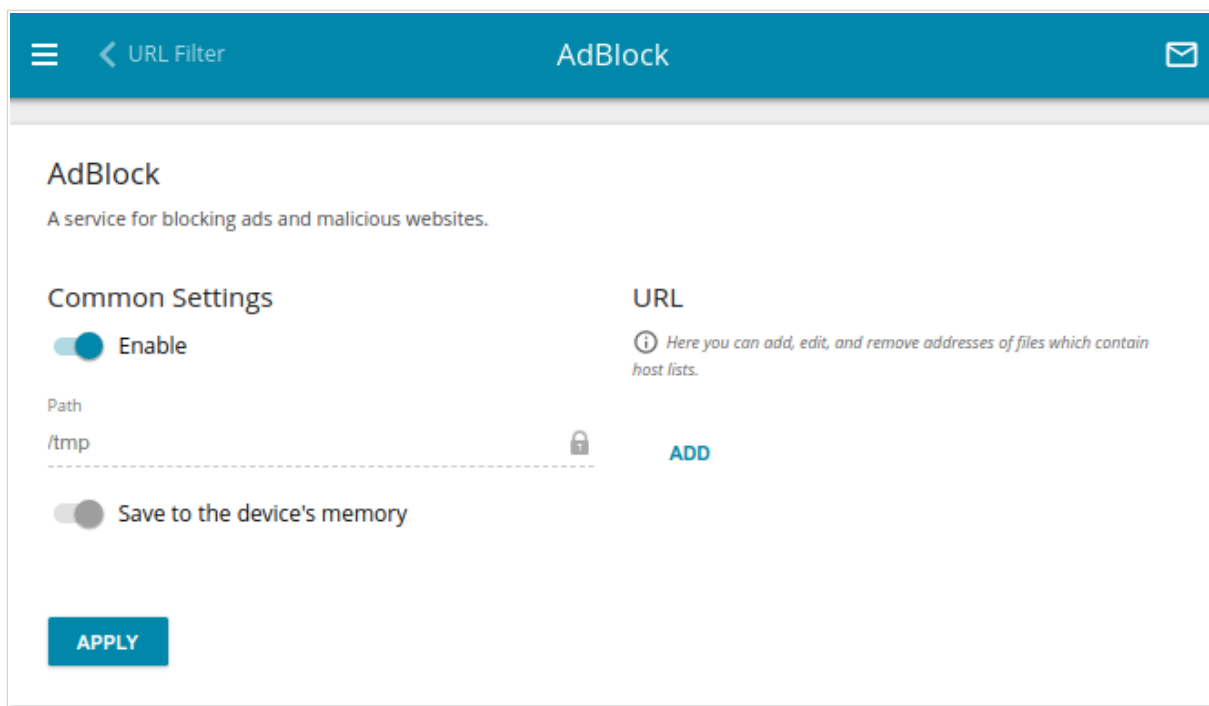 URL Filter
AdBlock
AdBlock
A service for blocking ads and malicious websites.
Common Settings
Enable
Path
/tmp
Save to the device's memory
APPLY
URL
Here you can add, edit, and remove addresses of files which contain
host lists.
ADD